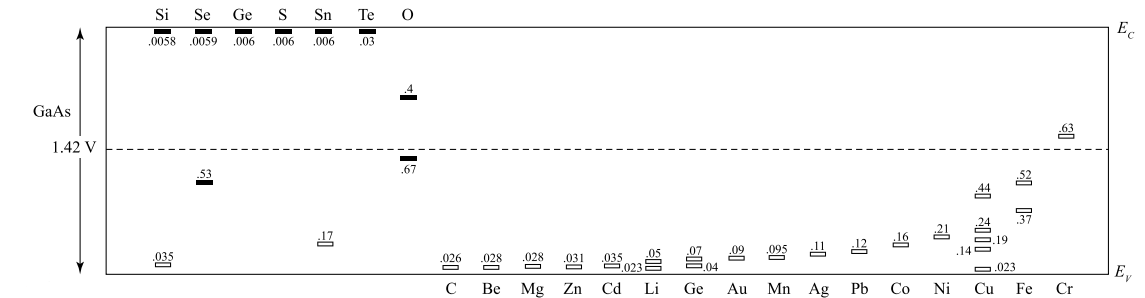 Si Se Ge S Sn Te O
E_C
.0058 .0059 .006 .006 .006 .03
.4
GaAs
.63
1.42 V
.67
.53 .44 .52
.37
.17 .24
.21 .19
.16
.035 .026 .028 .028 .031 .035 .05 .07 .09 .095 .11 .12 .14
.023 .04 .023
E_V
C Be Mg Zn Cd Li Ge Au Mn Ag Pb Co Ni Cu Fe Cr